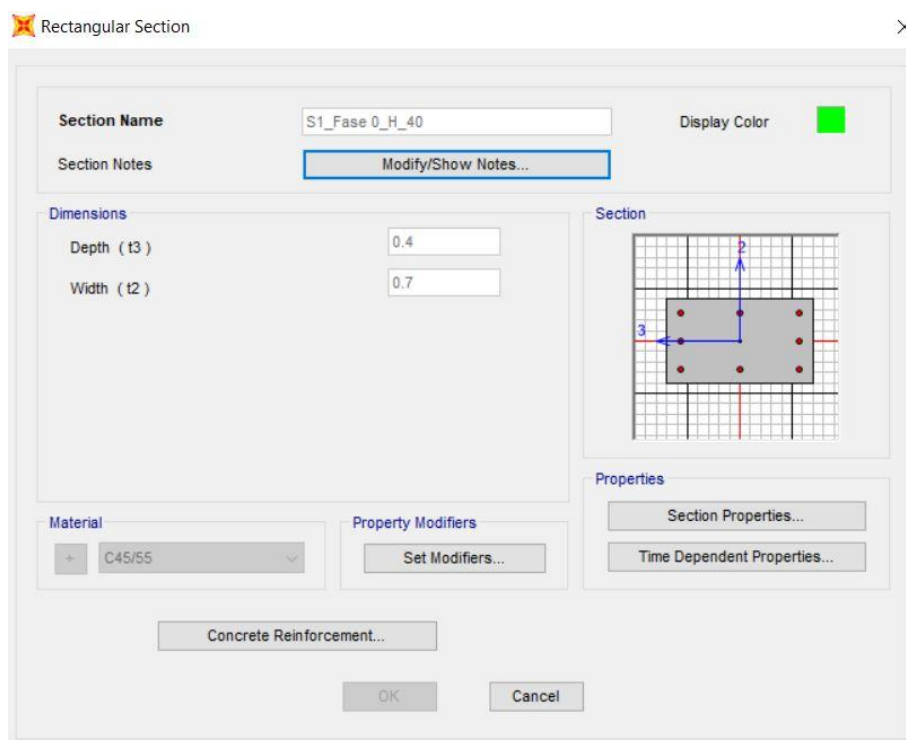 Rectangular Section
Section Name
S1_Fase 0_H_40
Display Color
Section Notes
Modify/Show Notes...
Dimensions
Depth ( t3 )
0.4
Width ( t2 )
0.7
Section
2
3
Properties
Section Properties...
Time Dependent Properties...
Material
+ C45/55
Property Modifiers
Set Modifiers...
Concrete Reinforcement...
OK
Cancel